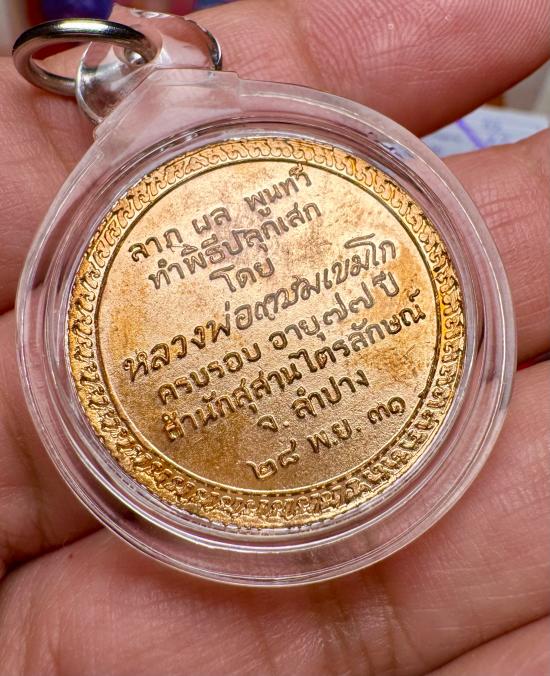 ลาภ ผล พูนทวี
ทำพิธีปลุกเสก
โดย
หลวงพ่อเกษมเขมโก
ครบรอบ อายุ๗๗ ปี
สำนักสุสานไตรลักษณ์
จ. ลำปาง
๒๘ พ.ย. ๓๑